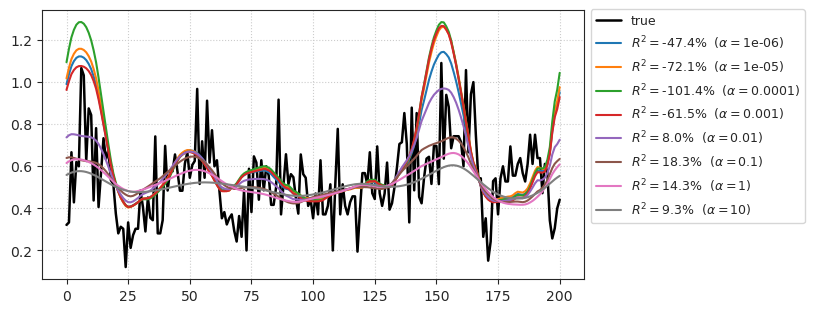 1.2
1.0
0.8
0.6
0.4
0.2
0 25 50 75 100 125 150 175 200
true
R² = -47.4% (α = 1e-06)
R² = -72.1% (α = 1e-05)
R² = -101.4% (α = 0.0001)
R² = -61.5% (α = 0.001)
R² = 8.0% (α = 0.01)
R² = 18.3% (α = 0.1)
R² = 14.3% (α = 1)
R² = 9.3% (α = 10)